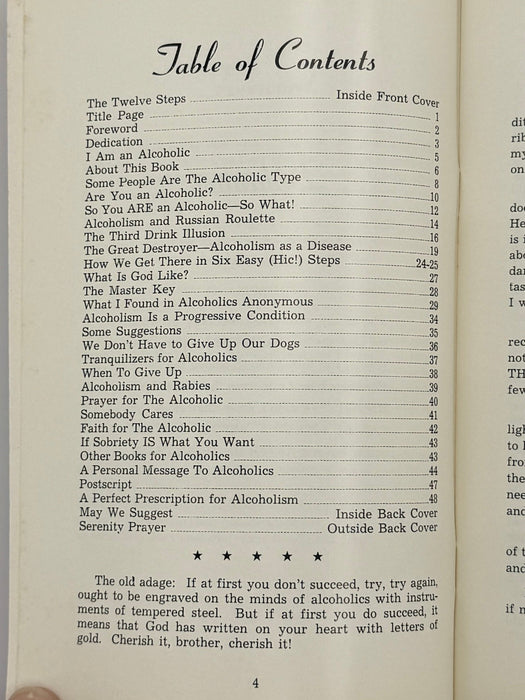 Table of Contents
The Twelve Steps Inside Front Cover
Title Page 1
Foreword 2
Dedication 3
I Am an Alcoholic 5
About This Book 6
Some People Are The Alcoholic Type 8
Are You an Alcoholic? 10
So You ARE an Alcoholic—So What! 12
Alcoholism and Russian Roulette 14
The Third Drink Illusion 16
The Great Destroyer—Alcoholism as a Disease 19
How We Get There in Six Easy (Hic!) Steps 24-25
What Is God Like? 27
The Master Key 28
What I Found in Alcoholics Anonymous 29
Alcoholism Is a Progressive Condition 34
Some Suggestions 35
We Don't Have to Give Up Our Dogs 36
Tranquilizers for Alcoholics 37
When To Give Up 38
Alcoholism and Rabies 39
Prayer for The Alcoholic 40
Somebody Cares 41
Faith for The Alcoholic 42
If Sobriety IS What You Want 43
Other Books for Alcoholics 43
A Personal Message To Alcoholics 44
Postscript 47
A Perfect Prescription for Alcoholism 48
May We Suggest Inside Back Cover
Serenity Prayer Outside Back Cover
★ ★ ★ ★ ★
The old adage: If at first you don't succeed, try, try again,
ought to be engraved on the minds of alcoholics with instru-
ments of tempered steel. But if at first you do succeed, it
means that God has written on your heart with letters of
gold. Cherish it, brother, cherish it!
4